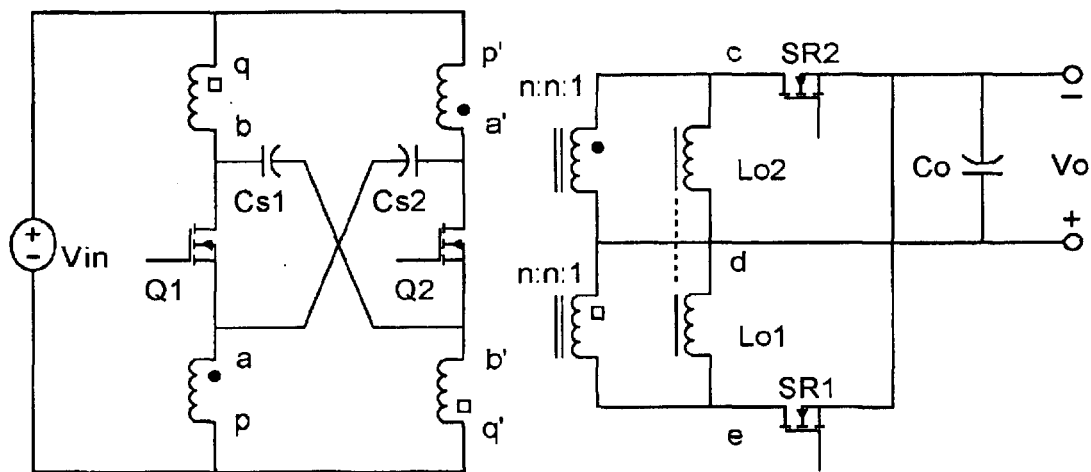 q
b
p'
a'
Cs1
Cs2
Vin
+
-
Q1
Q2
a
p
b'
q'
n:n:1
c
SR2
Lo2
Co
Vo
−
+
d
n:n:1
Lo1
SR1
e